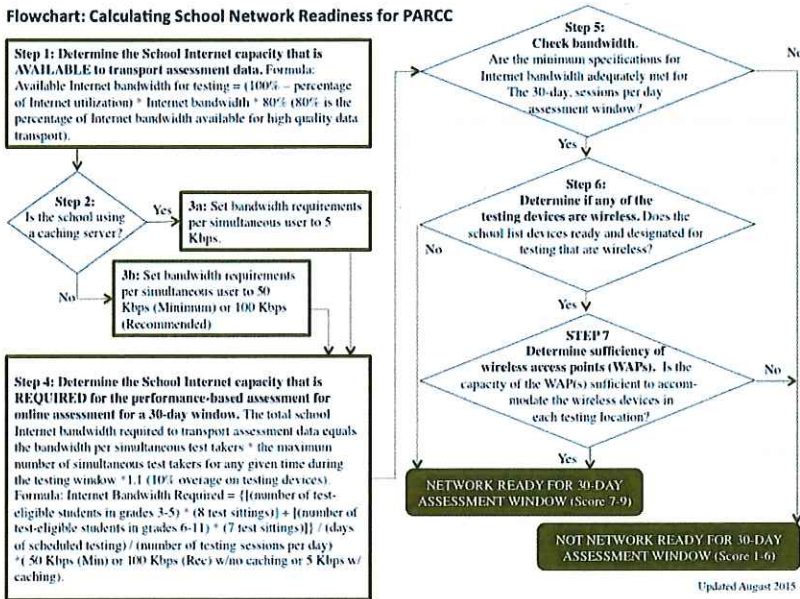 Flowchart: Calculating School Network Readiness for PARCC
Step 1: Determine the School Internet capacity that is
AVAILABLE to transport assessment data. Formula:
Available Internet bandwidth for testing = (100% – percentage
of Internet utilization) * Internet bandwidth * 80% (80% is the
percentage of Internet bandwidth available for high quality data
transport).
Step 2:
Is the school using
a caching server?
Yes
3a: Set bandwidth requirements
per simultaneous user to 5
Kbps.
No
3b: Set bandwidth requirements
per simultaneous user to 50
Kbps (Minimum) or 100 Kbps
(Recommended)
Step 4: Determine the School Internet capacity that is
REQUIRED for the performance-based assessment for
online assessment for a 30-day window. The total school
Internet bandwidth required to transport assessment data equals
the bandwidth per simultaneous test takers * the maximum
number of simultaneous test takers for any given time during
the testing window *1.1 (10% overage on testing devices).
Formula: Internet Bandwidth Required = {[(number of test-
eligible students in grades 3-5) * (8 test sittings)] + [(number of
test-eligible students in grades 6-11) * (7 test sittings)]} / (days
of scheduled testing) / (number of testing sessions per day)
*( 50 Kbps (Min) or 100 Kbps (Rec) w/no caching or 5 Kbps w/
caching).
Step 5:
Check bandwidth.
Are the minimum specifications for
Internet bandwidth adequately met for
The 30-day, sessions per day
assessment window?
No
Yes
Step 6:
Determine if any of the
testing devices are wireless. Does the
school list devices ready and designated for
testing that are wireless?
No
Yes
STEP 7
Determine sufficiency of
wireless access points (WAPs). Is the
capacity of the WAP(s) sufficient to accom-
modate the wireless devices in
each testing location?
No
Yes
NETWORK READY FOR 30-DAY
ASSESSMENT WINDOW (Score 7-9)
NOT NETWORK READY FOR 30-DAY
ASSESSMENT WINDOW (Score 1-6)
Updated August 2015